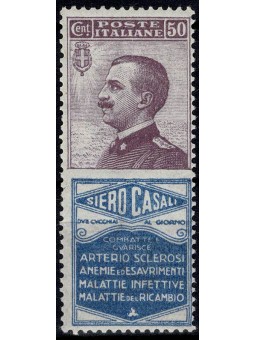 POSTE
Cent. ITALIANE 50
SIERO CASALI
DUE CUCCHIAI AL GIORNO
COMBATTE E
GUARISCE
ARTERIO SCLEROSI
ANEMIE ED ESAVRIMENTI
MALATTIE INFETTIVE
MALATTIE DEL RICAMBIO